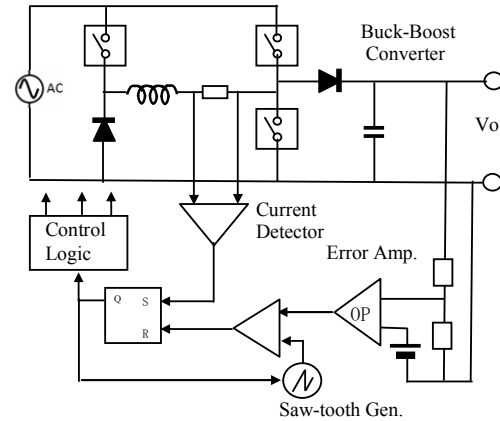 Buck-Boost
Converter
AC
Vo
Control
Logic
Current
Detector
Error Amp.
Q
S
R
OP
Saw-tooth Gen.